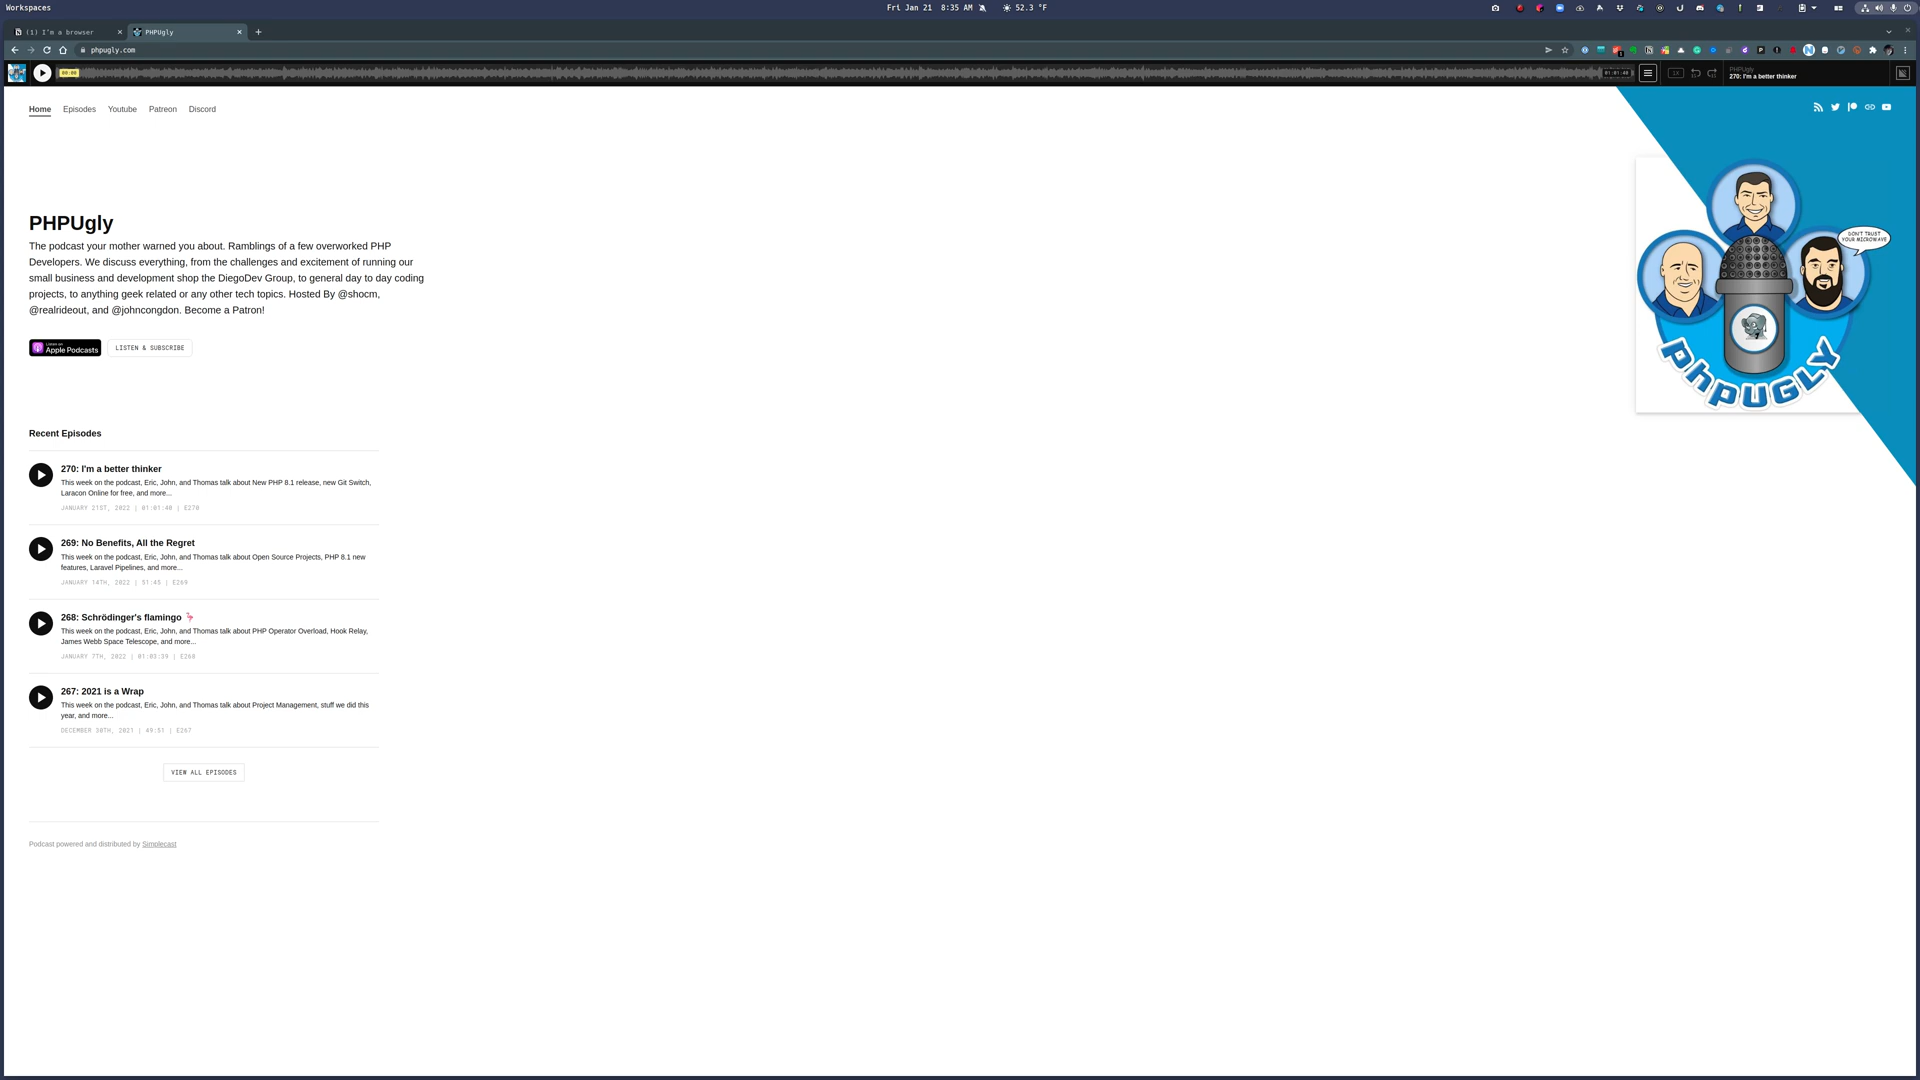 Workspaces
Fri Jan 21 8:35 AM
52.3 °F
(1) I'm a browser
PHPUgly
phpugly.com
00:00
01:01:40
1X
PHPUgly
270: I'm a better thinker
Home
Episodes
Youtube
Patreon
Discord
DON'T TRUST
YOUR MICROWAVE
phpUGLY
PHPUgly
The podcast your mother warned you about. Ramblings of a few overworked PHP
Developers. We discuss everything, from the challenges and excitement of running our
small business and development shop the DiegoDev Group, to general day to day coding
projects, to anything geek related or any other tech topics. Hosted By @shocm,
@realrideout, and @johncongdon. Become a Patron!
Listen on
Apple Podcasts
LISTEN & SUBSCRIBE
Recent Episodes
270: I'm a better thinker
This week on the podcast, Eric, John, and Thomas talk about New PHP 8.1 release, new Git Switch,
Laracon Online for free, and more...
JANUARY 21ST, 2022 | 01:01:40 | E270
269: No Benefits, All the Regret
This week on the podcast, Eric, John, and Thomas talk about Open Source Projects, PHP 8.1 new
features, Laravel Pipelines, and more...
JANUARY 14TH, 2022 | 51:45 | E269
268: Schrödinger's flamingo 🦩
This week on the podcast, Eric, John, and Thomas talk about PHP Operator Overload, Hook Relay,
James Webb Space Telescope, and more...
JANUARY 7TH, 2022 | 01:03:39 | E268
267: 2021 is a Wrap
This week on the podcast, Eric, John, and Thomas talk about Project Management, stuff we did this
year, and more...
DECEMBER 30TH, 2021 | 49:51 | E267
VIEW ALL EPISODES
Podcast powered and distributed by Simplecast